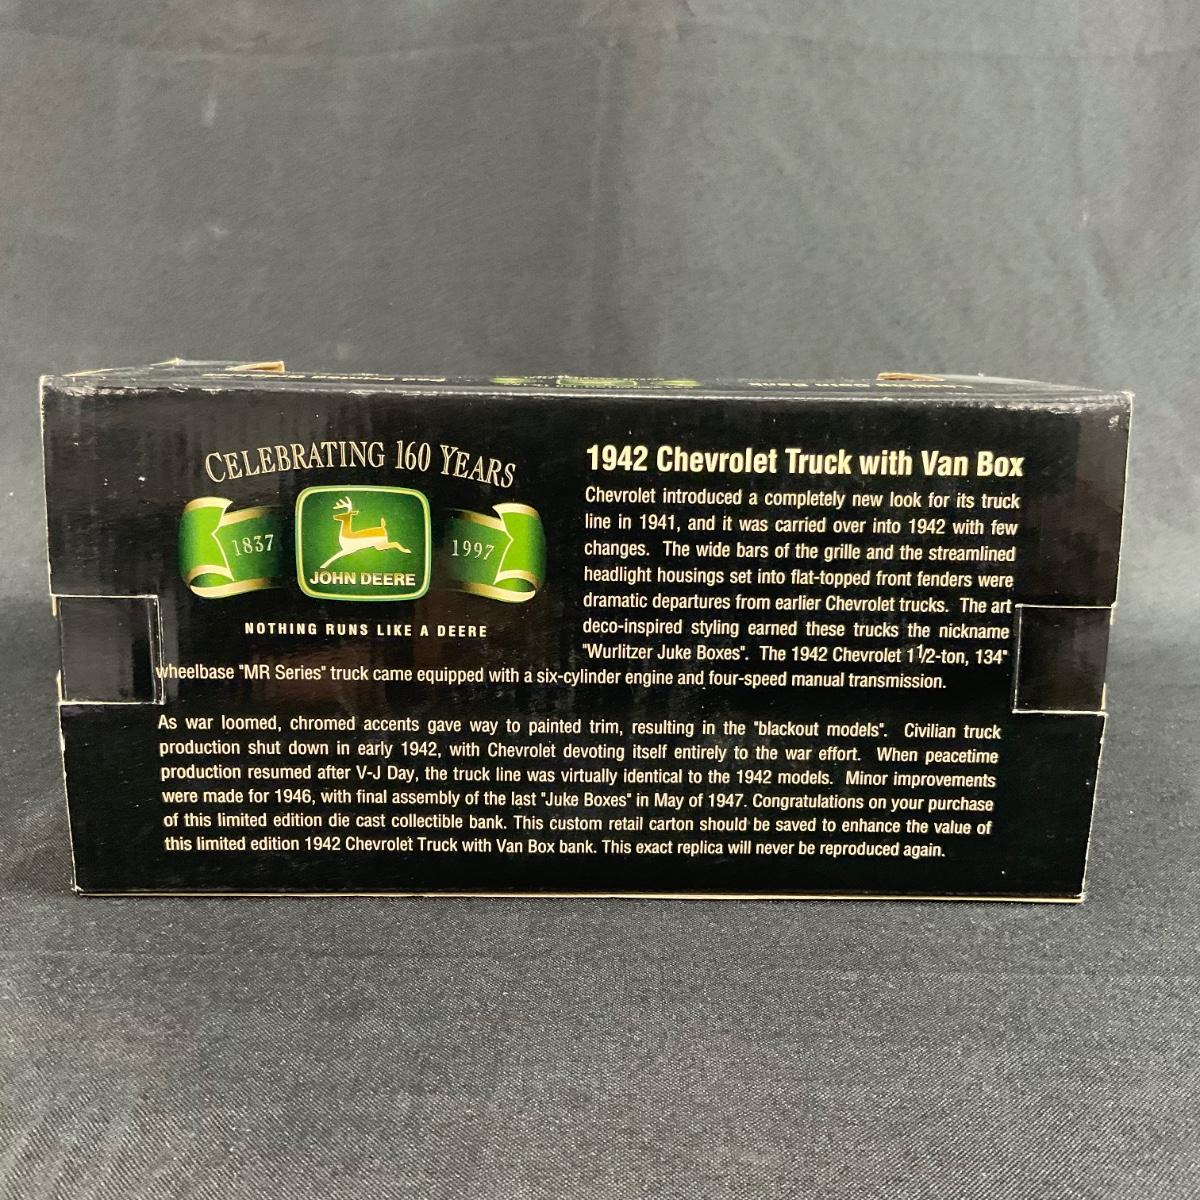 CELEBRATING 160 YEARS
1837
1997
JOHN DEERE
NOTHING RUNS LIKE A DEERE
1942 Chevrolet Truck with Van Box
Chevrolet introduced a completely new look for its truck
line in 1941, and it was carried over into 1942 with few
changes. The wide bars of the grille and the streamlined
headlight housings set into flat-topped front fenders were
dramatic departures from earlier Chevrolet trucks. The art
deco-inspired styling earned these trucks the nickname
"Wurlitzer Juke Boxes". The 1942 Chevrolet 1 1/2-ton, 134"
wheelbase "MR Series" truck came equipped with a six-cylinder engine and four-speed manual transmission.
As war loomed, chromed accents gave way to painted trim, resulting in the "blackout models". Civilian truck
production shut down in early 1942, with Chevrolet devoting itself entirely to the war effort. When peacetime
production resumed after V-J Day, the truck line was virtually identical to the 1942 models. Minor improvements
were made for 1946, with final assembly of the last "Juke Boxes" in May of 1947. Congratulations on your purchase
of this limited edition die cast collectible bank. This custom retail carton should be saved to enhance the value of
this limited edition 1942 Chevrolet Truck with Van Box bank. This exact replica will never be reproduced again.